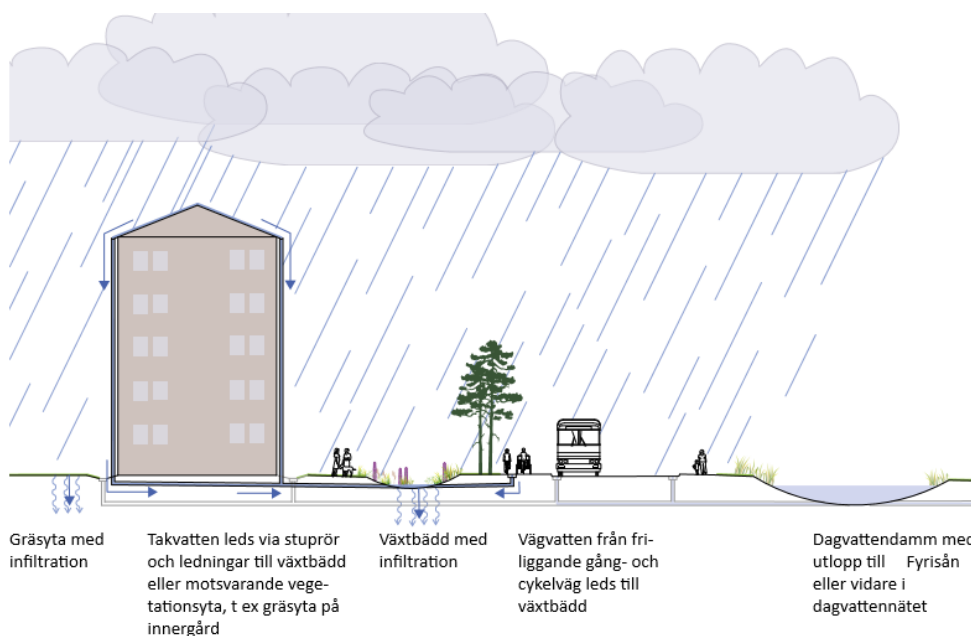 Gräsyta med
infiltration
Takvatten leds via stuprör
och ledningar till växtbädd
eller motsvarande vege-
tationsyta, t ex gräsyta på
innergård
Växtbädd med
infiltration
Vägvatten från fri-
liggande gång- och
cykelväg leds till
växtbädd
Dagvattendamm med
utlopp till Fyrisån
eller vidare i
dagvattennätet